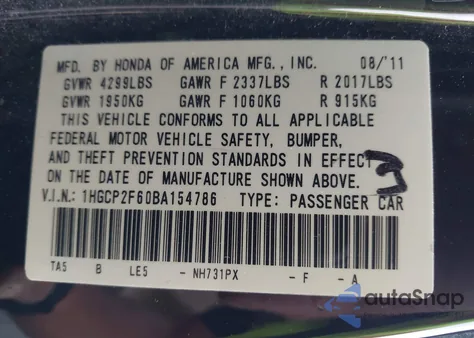 MFD. BY HONDA OF AMERICA MFG., INC. 08/'11
GVWR 4299LBS GAWR F 2337LBS R 2017LBS
GVWR 1950KG GAWR F 1060KG R 915KG
THIS VEHICLE CONFORMS TO ALL APPLICABLE
FEDERAL MOTOR VEHICLE SAFETY, BUMPER,
AND THEFT PREVENTION STANDARDS IN EFFECT
ON THE DATE OF MANUFACTURE SHOWN ABOVE.
V.I.N.: 1HGCP2F60BA154786 TYPE: PASSENGER CAR
TA5 B LE5 - NH731PX - F - A
autoSnap